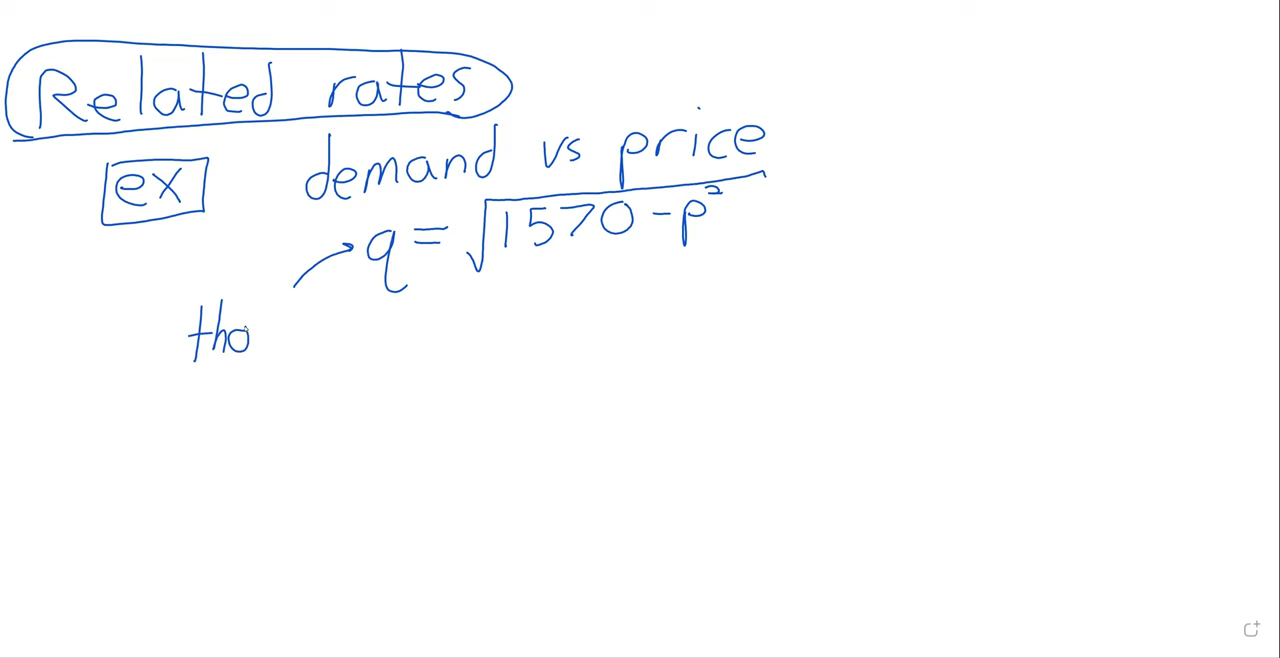 Related rates
ex demand vs price
q = √(1570 - p²)
tho